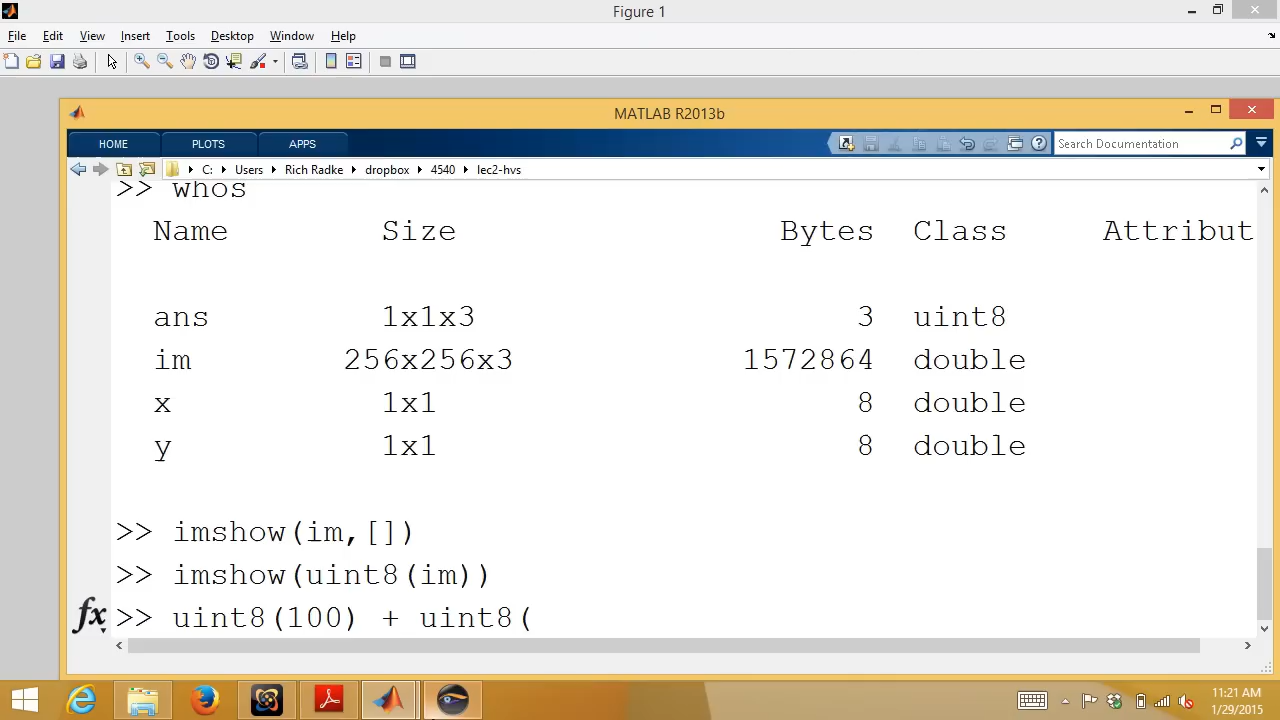 Figure 1
File Edit View Insert Tools Desktop Window Help
MATLAB R2013b
HOME PLOTS APPS Search Documentation
C: Users Rich Radke dropbox 4540 lec2-hvs
>> whos
Name Size Bytes Class Attribut
ans 1x1x3 3 uint8
im 256x256x3 1572864 double
x 1x1 8 double
y 1x1 8 double
>> imshow(im,[])
>> imshow(uint8(im))
fx >> uint8(100) + uint8(
11:21 AM
1/29/2015